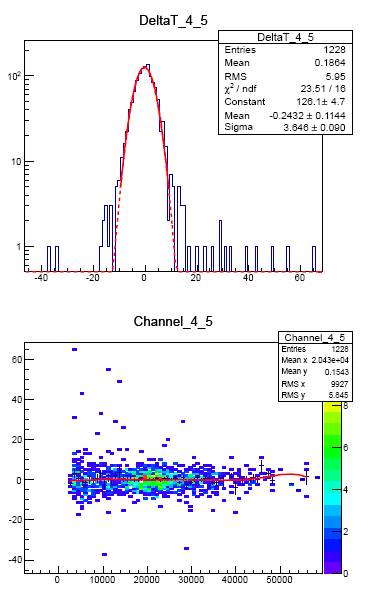 DeltaT_4_5
DeltaT_4_5
Entries 1228
Mean 0.1864
RMS 5.95
χ² / ndf 23.51 / 16
Constant 126.1 ± 4.7
Mean -0.2432 ± 0.1144
Sigma 3.646 ± 0.090
10²
10
1
-40 -20 0 20 40 60
Channel_4_5
Channel_4_5
Entries 1228
Mean x 2.043e+04
Mean y 0.1543
RMS x 9927
RMS y 5.845
60
40
20
0
-20
-40
8
6
4
2
0
0 10000 20000 30000 40000 50000